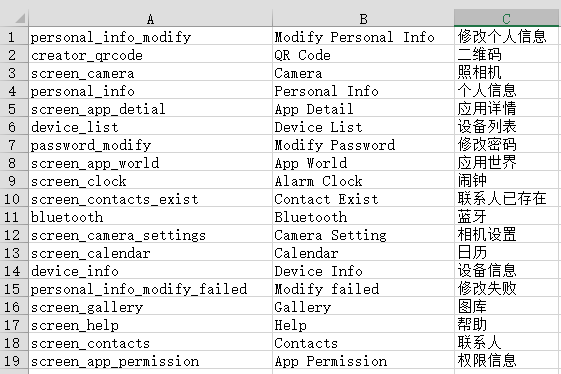 A B C
1 personal_info_modify Modify Personal Info 修改个人信息
2 creator_qrcode QR Code 二维码
3 screen_camera Camera 照相机
4 personal_info Personal Info 个人信息
5 screen_app_detial App Detail 应用详情
6 device_list Device List 设备列表
7 password_modify Modify Password 修改密码
8 screen_app_world App World 应用世界
9 screen_clock Alarm Clock 闹钟
10 screen_contacts_exist Contact Exist 联系人已存在
11 bluetooth Bluetooth 蓝牙
12 screen_camera_settings Camera Setting 相机设置
13 screen_calendar Calendar 日历
14 device_info Device Info 设备信息
15 personal_info_modify_failed Modify failed 修改失败
16 screen_gallery Gallery 图库
17 screen_help Help 帮助
18 screen_contacts Contacts 联系人
19 screen_app_permission App Permission 权限信息